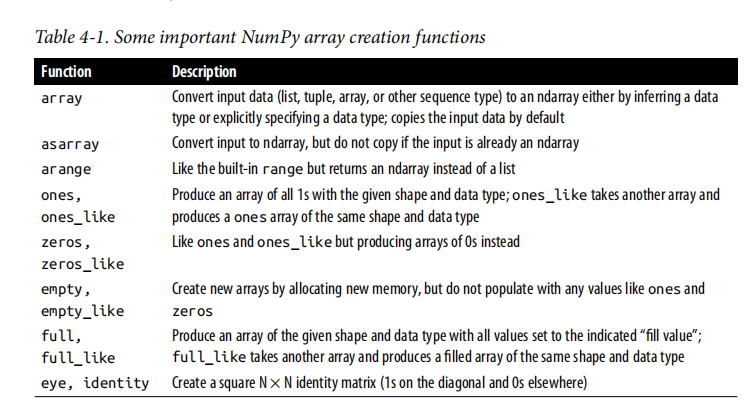 Table 4-1. Some important NumPy array creation functions
Function Description
array Convert input data (list, tuple, array, or other sequence type) to an ndarray either by inferring a data
type or explicitly specifying a data type; copies the input data by default
asarray Convert input to ndarray, but do not copy if the input is already an ndarray
arange Like the built-in range but returns an ndarray instead of a list
ones, Produce an array of all 1s with the given shape and data type; ones_like takes another array and
ones_like produces a ones array of the same shape and data type
zeros, Like ones and ones_like but producing arrays of 0s instead
zeros_like
empty, Create new arrays by allocating new memory, but do not populate with any values like ones and
empty_like zeros
full, Produce an array of the given shape and data type with all values set to the indicated “fill value”;
full_like full_like takes another array and produces a filled array of the same shape and data type
eye, identity Create a square N × N identity matrix (1s on the diagonal and 0s elsewhere)